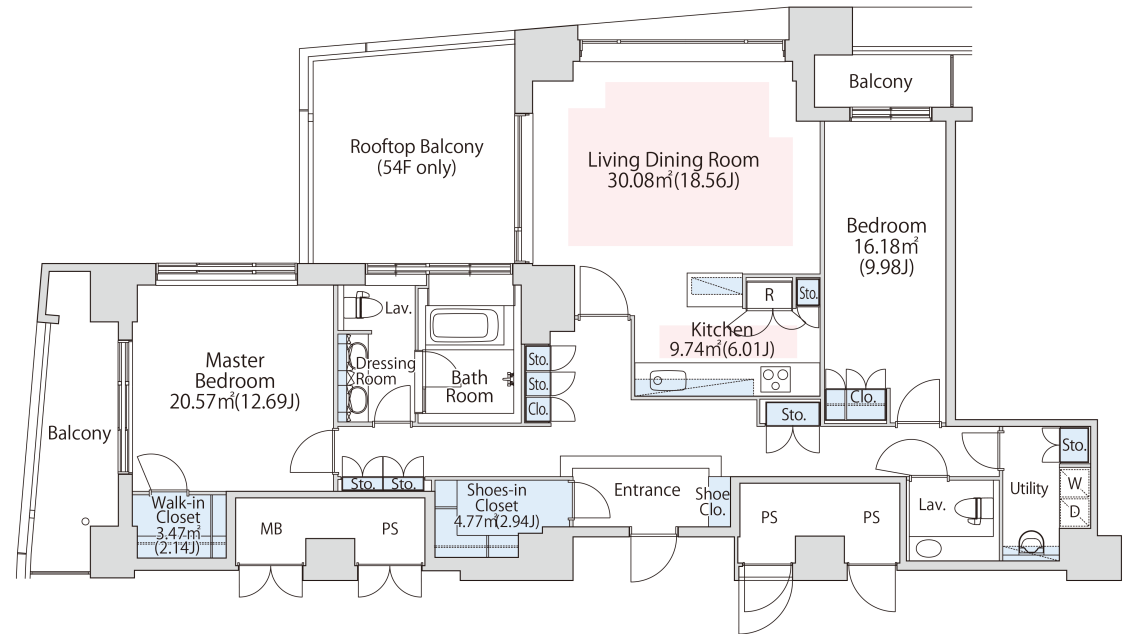 Balcony
Rooftop Balcony
(54F only)
Living Dining Room
30.08㎡(18.56J)
Bedroom
16.18㎡
(9.98J)
R
Sto.
Kitchen
9.74㎡(6.01J)
Lav.
Dressing
Room
Bath
Room
Sto.
Sto.
Clo.
Master
Bedroom
20.57㎡(12.69J)
Balcony
Clo.
Sto.
Sto.
Sto.
Sto.
Walk-in
Closet
3.47㎡
(2.14J)
MB
PS
Shoes-in
Closet
4.77㎡(2.94J)
Entrance
Shoe
Clo.
PS
PS
Lav.
Utility
W
D